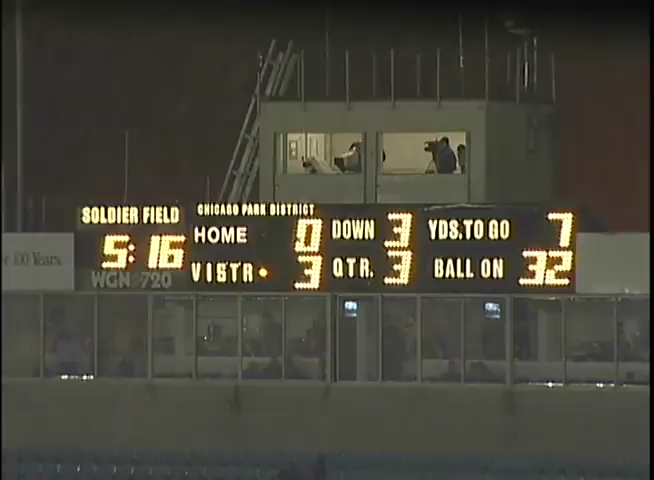 SOLDIER FIELD
CHICAGO PARK DISTRICT
5:16
HOME 0 DOWN 3 YDS.TO GO 7
VISTR 3 QTR. 3 BALL ON 32
WGN 720
100 Years.